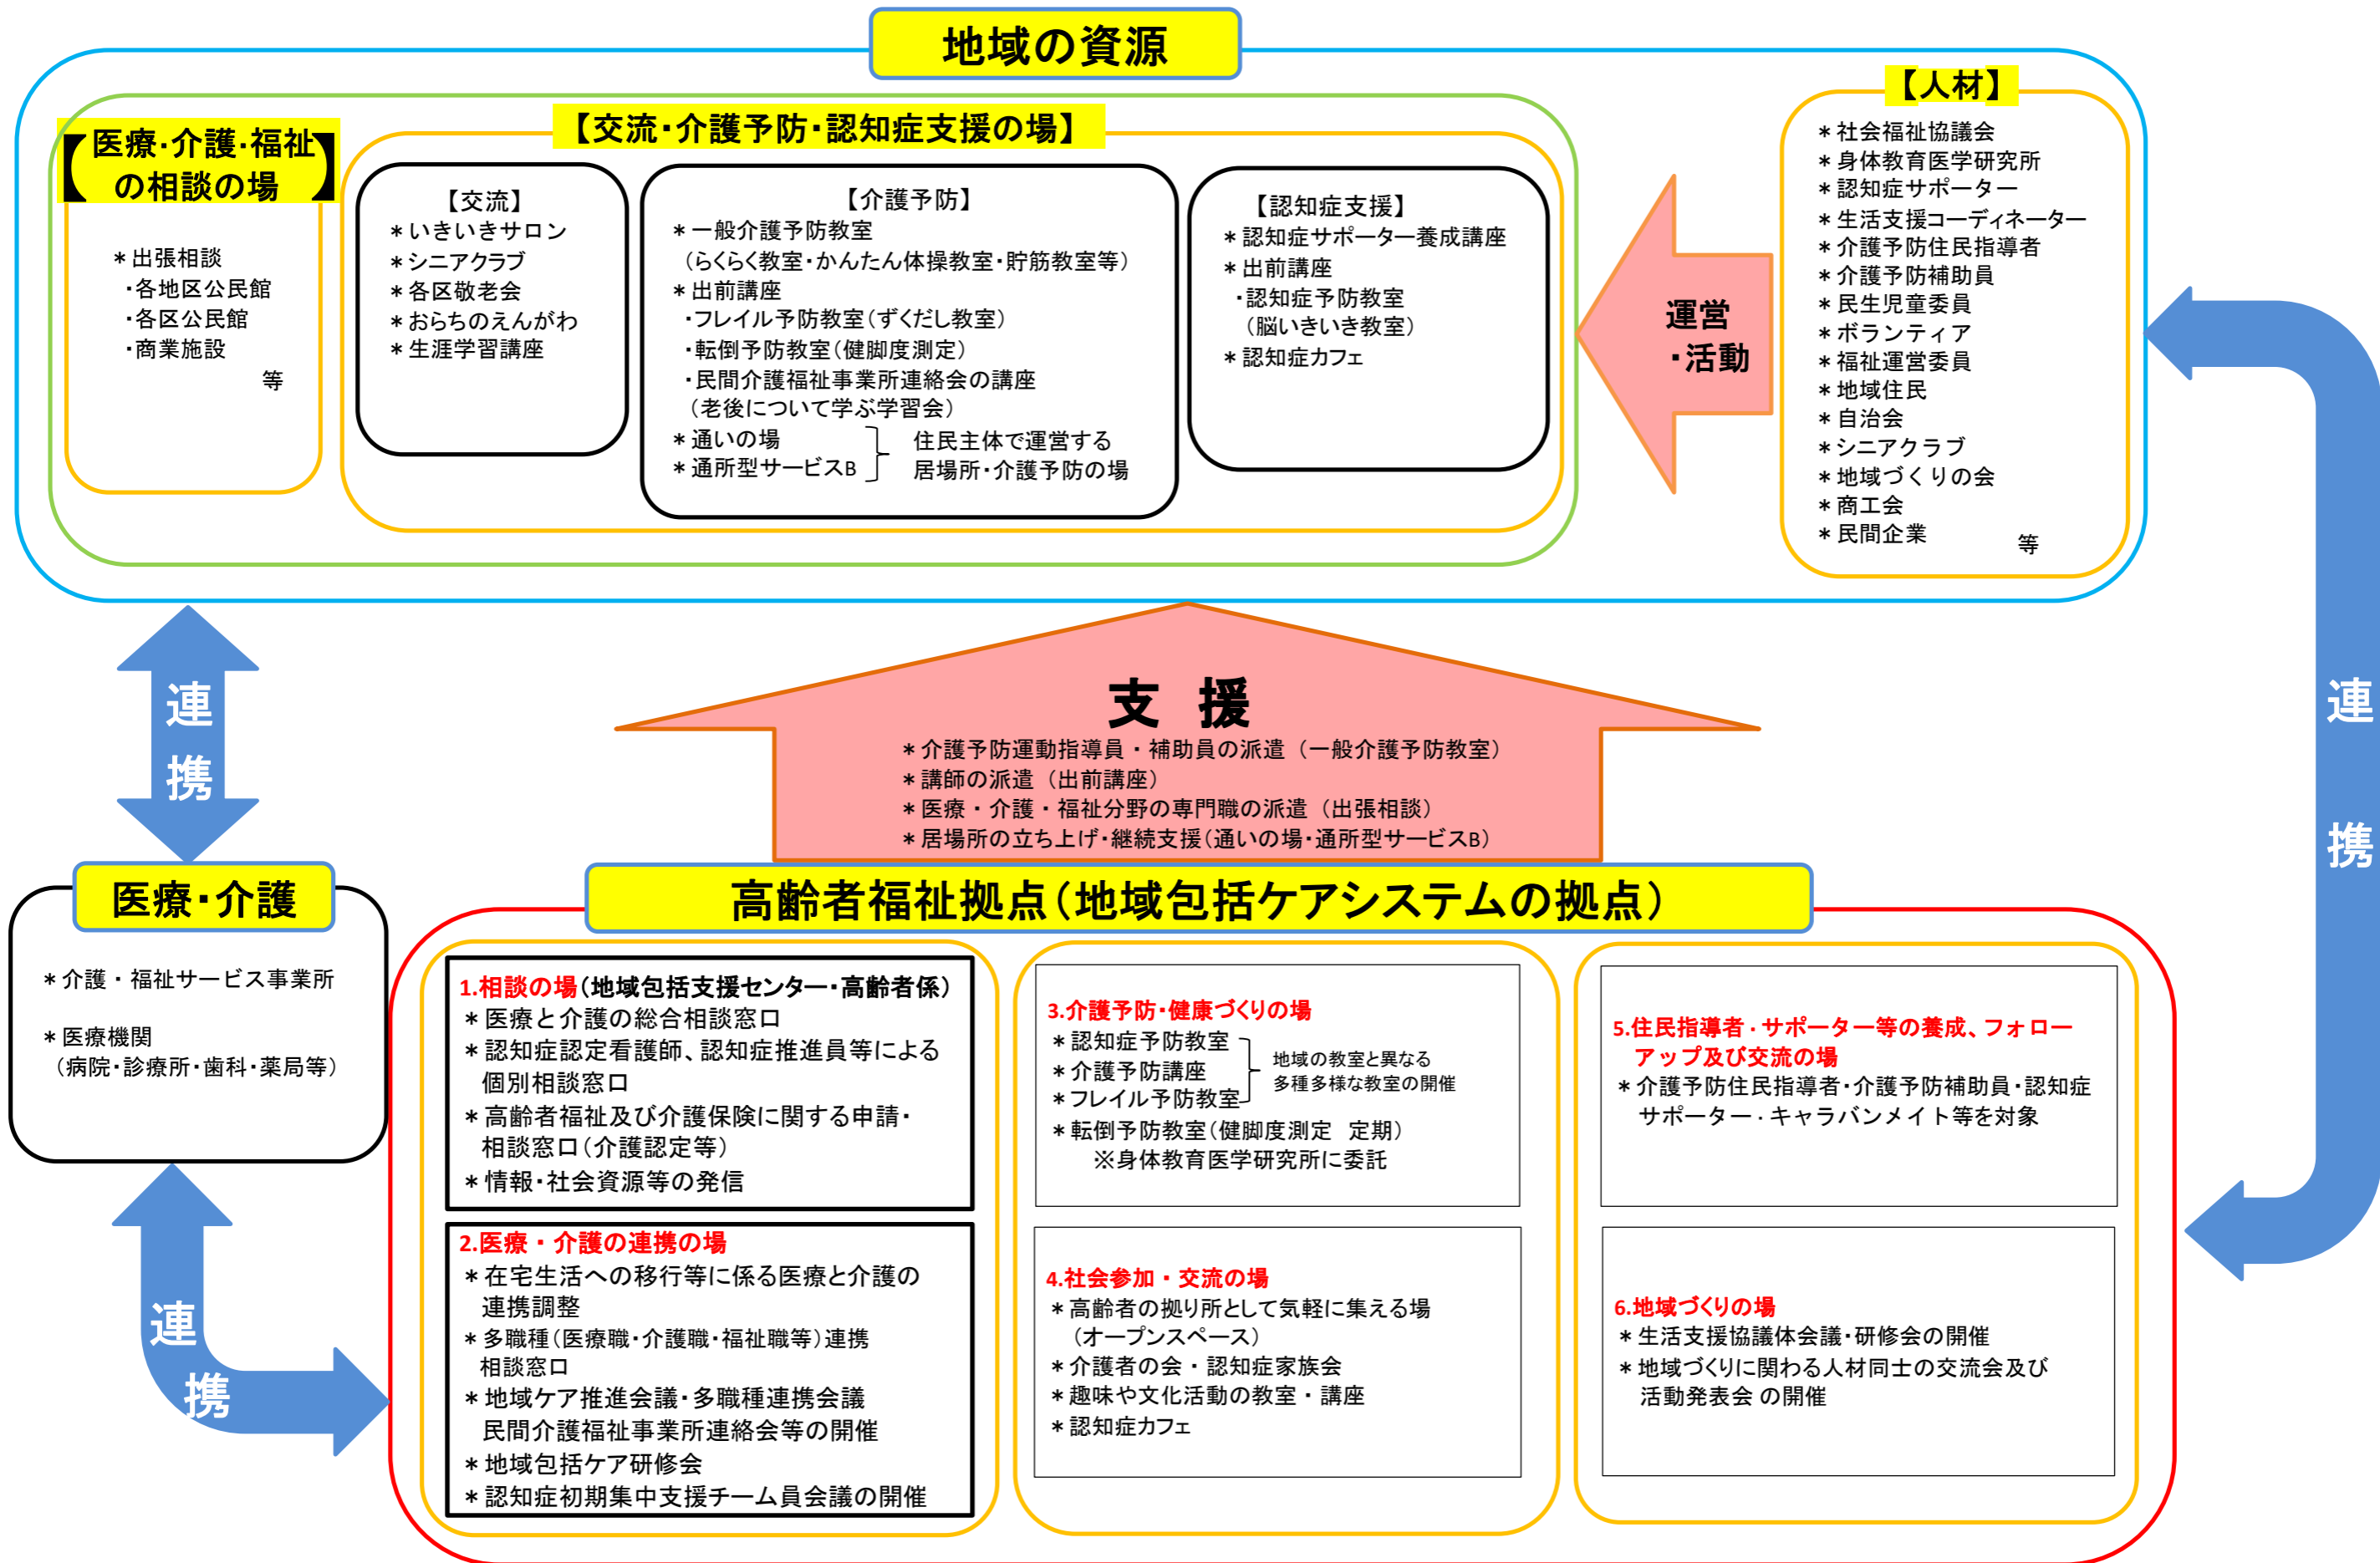 地域の資源
【医療・介護・福祉
の相談の場】
＊出張相談
・各地区公民館
・各区公民館
・商業施設
等
【交流・介護予防・認知症支援の場】
【交流】
＊いきいきサロン
＊シニアクラブ
＊各区敬老会
＊おらちのえんがわ
＊生涯学習講座
【介護予防】
＊一般介護予防教室
（らくらく教室・かんたん体操教室・貯筋教室等）
＊出前講座
・フレイル予防教室（ずくだし教室）
・転倒予防教室（健脚度測定）
・民間介護福祉事業所連絡会の講座
（老後について学ぶ学習会）
＊通いの場
＊通所型サービスB
住民主体で運営する
居場所・介護予防の場
【認知症支援】
＊認知症サポーター養成講座
＊出前講座
・認知症予防教室
（脳いきいき教室）
＊認知症カフェ
運営
・活動
【人材】
＊社会福祉協議会
＊身体教育医学研究所
＊認知症サポーター
＊生活支援コーディネーター
＊介護予防住民指導者
＊介護予防補助員
＊民生児童委員
＊ボランティア
＊福祉運営委員
＊地域住民
＊自治会
＊シニアクラブ
＊地域づくりの会
＊商工会
＊民間企業
等
連携
支　援
＊介護予防運動指導員・補助員の派遣（一般介護予防教室）
＊講師の派遣（出前講座）
＊医療・介護・福祉分野の専門職の派遣（出張相談）
＊居場所の立ち上げ・継続支援（通いの場・通所型サービスB）
連携
医療・介護
＊介護・福祉サービス事業所
＊医療機関
（病院・診療所・歯科・薬局等）
連携
高齢者福祉拠点（地域包括ケアシステムの拠点）
1.相談の場（地域包括支援センター・高齢者係）
＊医療と介護の総合相談窓口
＊認知症認定看護師、認知症推進員等による
個別相談窓口
＊高齢者福祉及び介護保険に関する申請・
相談窓口（介護認定等）
＊情報・社会資源等の発信
2.医療・介護の連携の場
＊在宅生活への移行等に係る医療と介護の
連携調整
＊多職種（医療職・介護職・福祉職等）連携
相談窓口
＊地域ケア推進会議・多職種連携会議
民間介護福祉事業所連絡会等の開催
＊地域包括ケア研修会
＊認知症初期集中支援チーム員会議の開催
3.介護予防・健康づくりの場
＊認知症予防教室
＊介護予防講座
＊フレイル予防教室
地域の教室と異なる
多種多様な教室の開催
＊転倒予防教室（健脚度測定　定期）
※身体教育医学研究所に委託
4.社会参加・交流の場
＊高齢者の拠り所として気軽に集える場
（オープンスペース）
＊介護者の会・認知症家族会
＊趣味や文化活動の教室・講座
＊認知症カフェ
5.住民指導者・サポーター等の養成、フォロー
アップ及び交流の場
＊介護予防住民指導者・介護予防補助員・認知症
サポーター・キャラバンメイト等を対象
6.地域づくりの場
＊生活支援協議体会議・研修会の開催
＊地域づくりに関わる人材同士の交流会及び
活動発表会 の開催